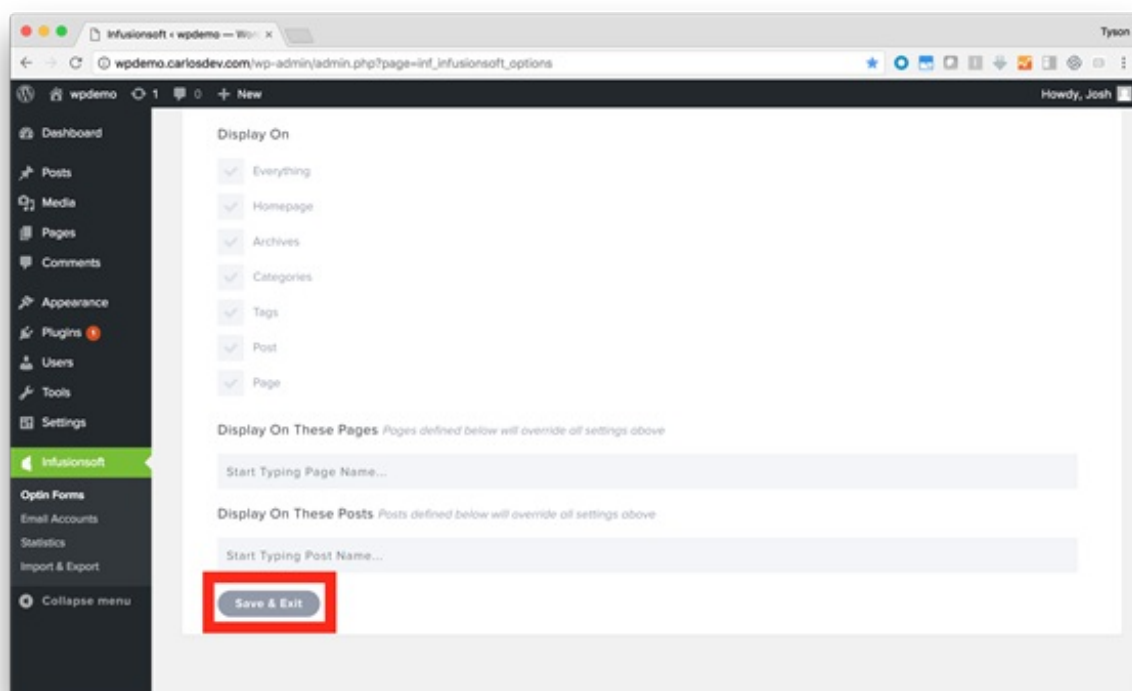 Infusionsoft ‹ wpdemo — Wor
Tyson
wpdemo.carlosdev.com/wp-admin/admin.php?page=inf_infusionsoft_options
wpdemo 1 0 + New
Howdy, Josh
Dashboard
Posts
Media
Pages
Comments
Appearance
Plugins 1
Users
Tools
Settings
Infusionsoft
Optin Forms
Email Accounts
Statistics
Import & Export
Collapse menu
Display On
Everything
Homepage
Archives
Categories
Tags
Post
Page
Display On These Pages Pages defined below will override all settings above
Start Typing Page Name...
Display On These Posts Posts defined below will override all settings above
Start Typing Post Name...
Save & Exit